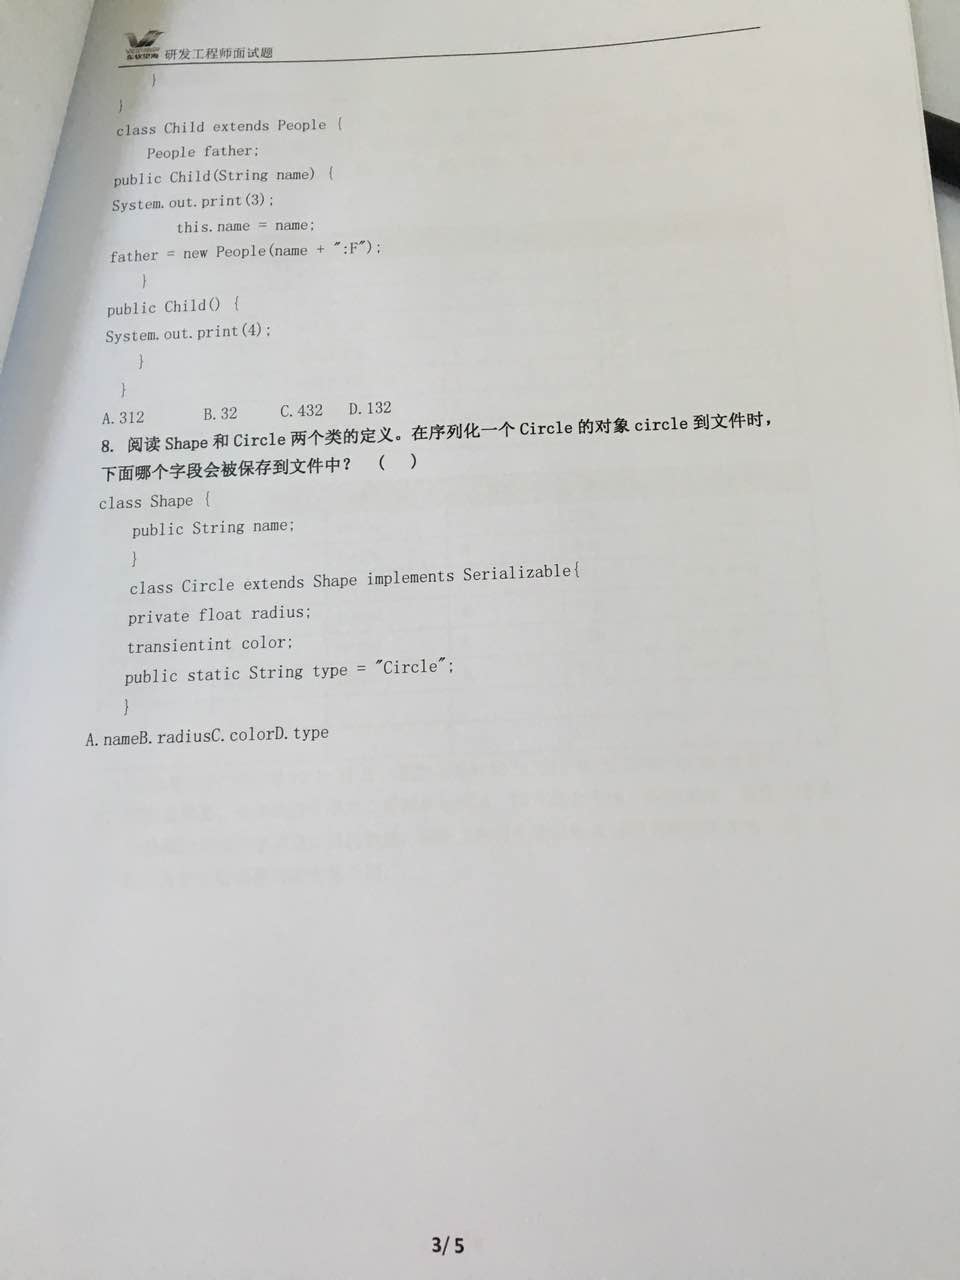 东软望海 研发工程师面试题
}
}
class Child extends People {
People father;
public Child(String name) {
System.out.print(3);
this.name = name;
father = new People(name + ":F");
}
public Child() {
System.out.print(4);
}
}
A.312 B.32 C.432 D.132
8. 阅读 Shape 和 Circle 两个类的定义。在序列化一个 Circle 的对象 circle 到文件时，
下面哪个字段会被保存到文件中？ ( )
class Shape {
public String name;
}
class Circle extends Shape implements Serializable{
private float radius;
transientint color;
public static String type = "Circle";
}
A.nameB.radiusC.colorD.type
3/5